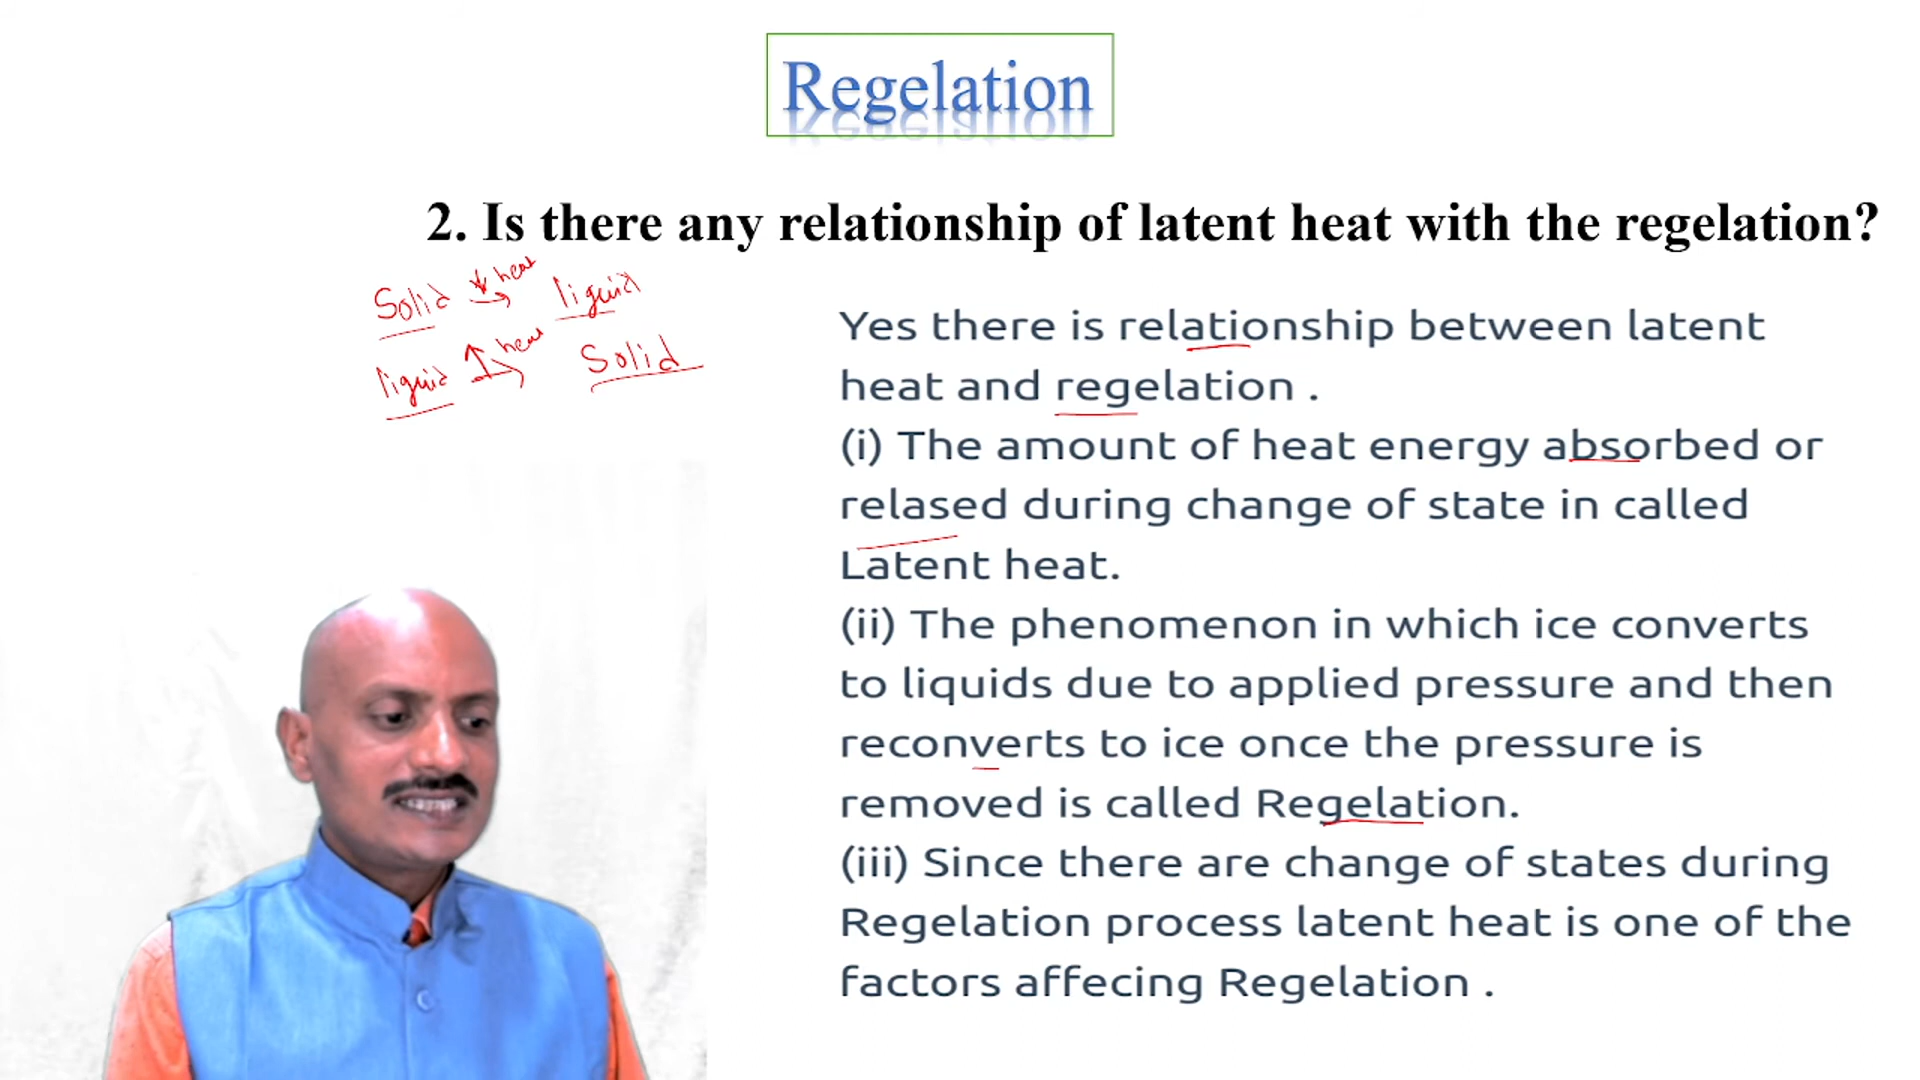 Regelation
2. Is there any relationship of latent heat with the regelation?
Solid heat liquid
liquid heat Solid
Yes there is relationship between latent
heat and regelation .
(i) The amount of heat energy absorbed or
relased during change of state in called
Latent heat.
(ii) The phenomenon in which ice converts
to liquids due to applied pressure and then
reconverts to ice once the pressure is
removed is called Regelation.
(iii) Since there are change of states during
Regelation process latent heat is one of the
factors affecing Regelation .